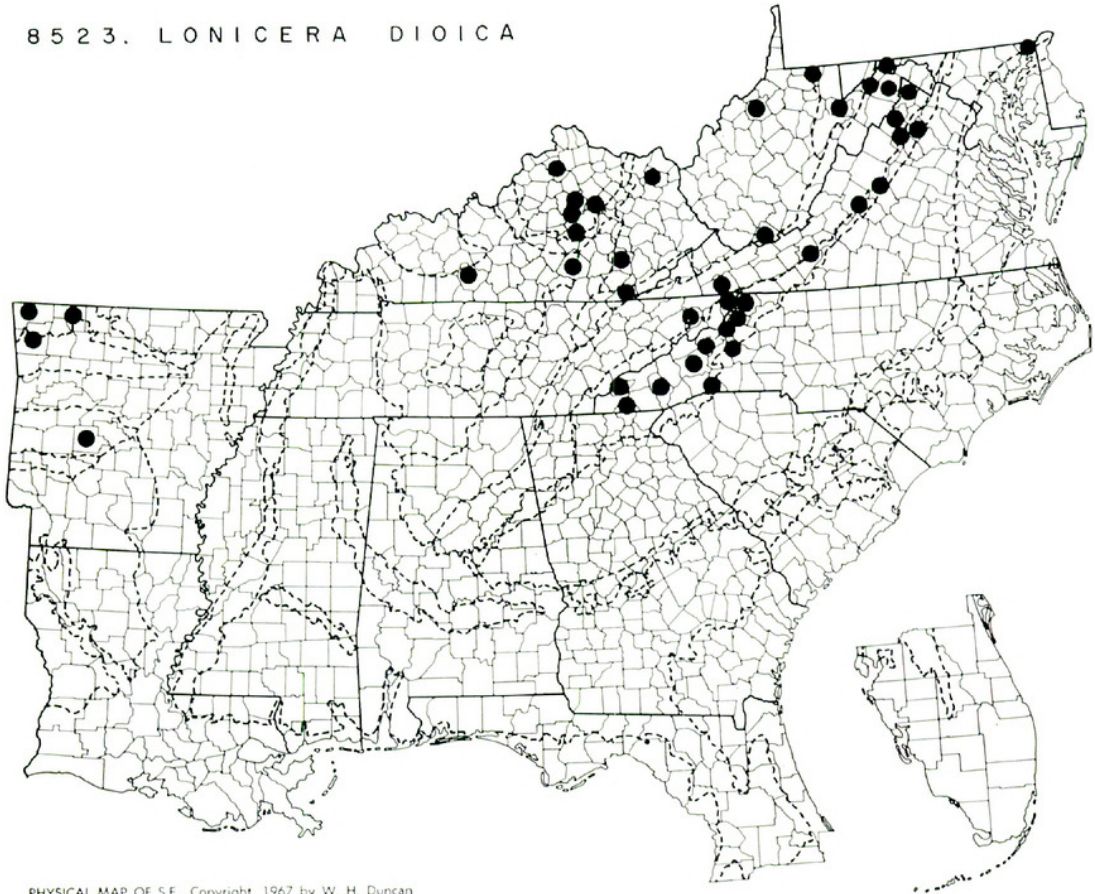 8523. LONICERA DIOICA
PHYSICAL MAP OF S.E. Copyright, 1967 by W. H. Duncan